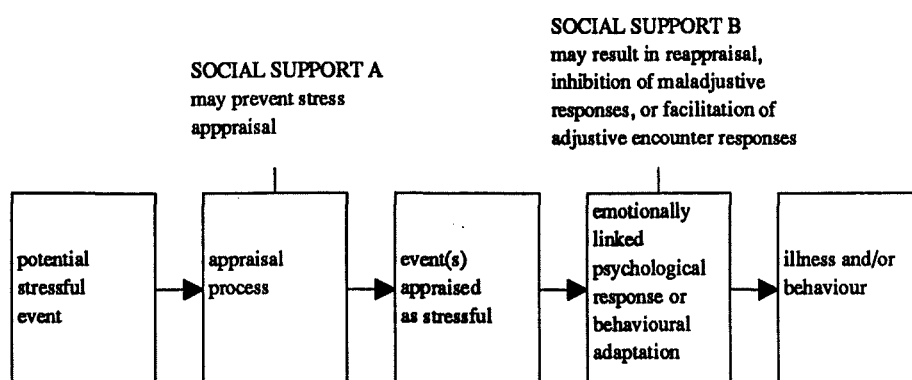 SOCIAL SUPPORT B
may result in reappraisal,
inhibition of maladjustive
responses, or facilitation of
adjustive encounter responses
SOCIAL SUPPORT A
may prevent stress
apppraisal
potential
stressful
event
appraisal
process
event(s)
appraised
as stressful
emotionally
linked
psychological
response or
behavioural
adaptation
illness and/or
behaviour